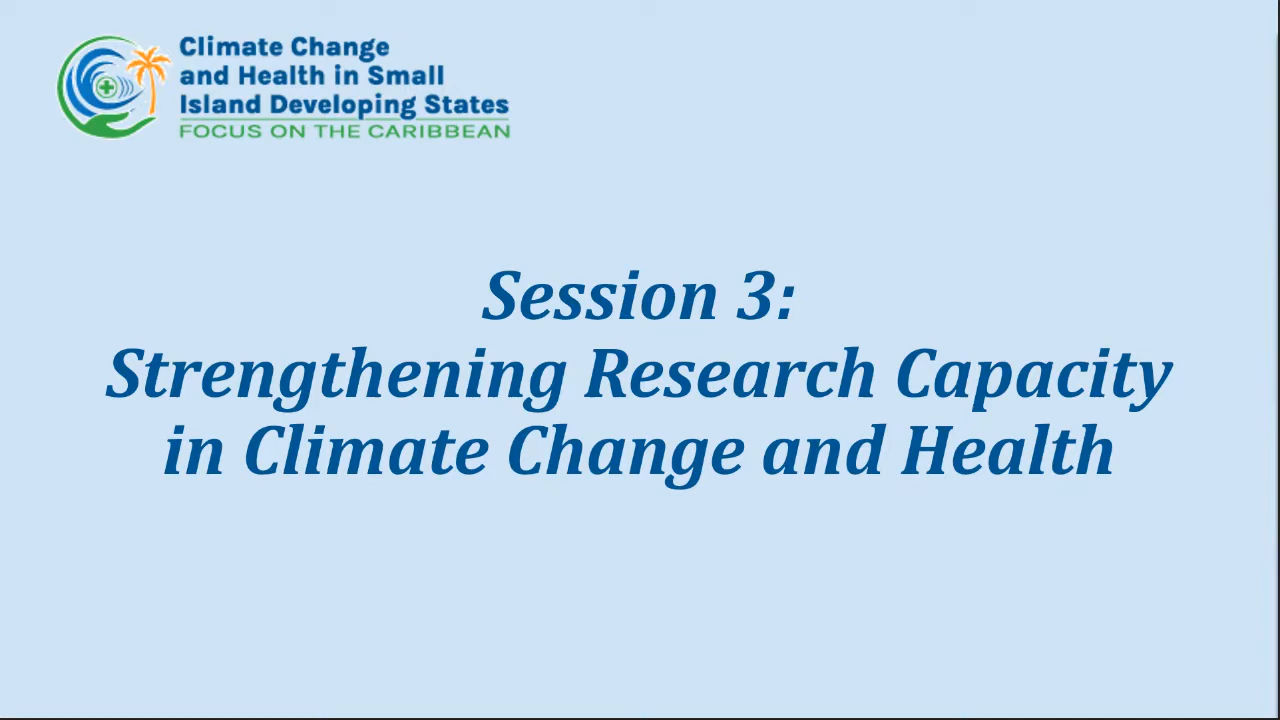 Climate Change
and Health in Small
Island Developing States
FOCUS ON THE CARIBBEAN
Session 3:
Strengthening Research Capacity
in Climate Change and Health